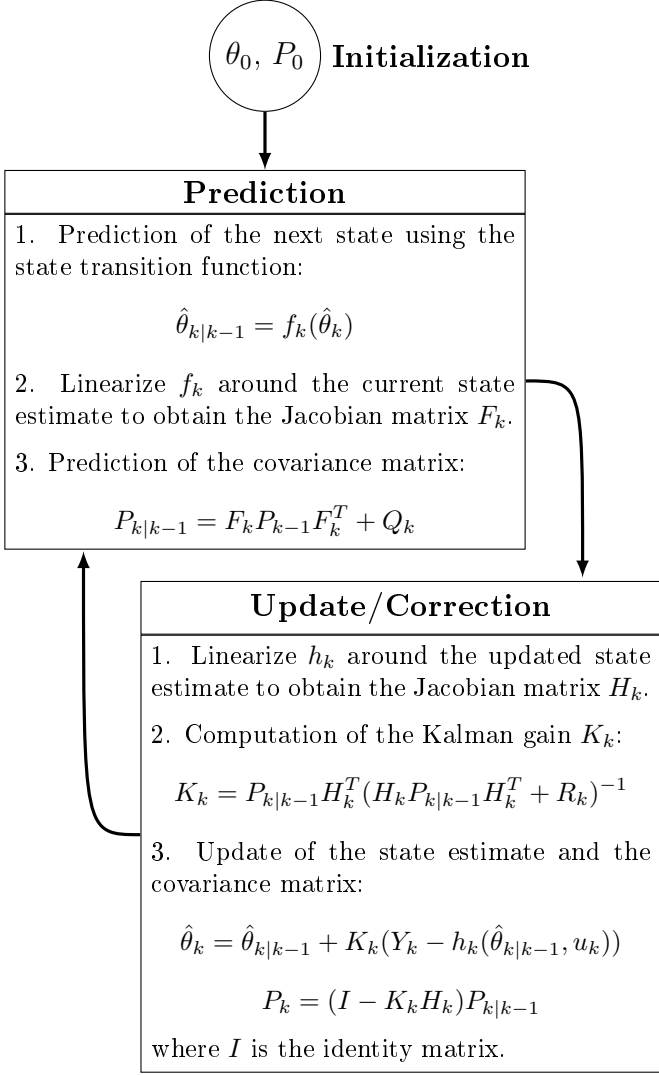 θ₀, P₀ Initialization
Prediction
1. Prediction of the next state using the
state transition function:
θ̂ₖ|ₖ₋₁ = fₖ(θ̂ₖ)
2. Linearize fₖ around the current state
estimate to obtain the Jacobian matrix Fₖ.
3. Prediction of the covariance matrix:
Pₖ|ₖ₋₁ = FₖPₖ₋₁Fₖᵀ + Qₖ
Update/Correction
1. Linearize hₖ around the updated state
estimate to obtain the Jacobian matrix Hₖ.
2. Computation of the Kalman gain Kₖ:
Kₖ = Pₖ|ₖ₋₁Hₖᵀ(HₖPₖ|ₖ₋₁Hₖᵀ + Rₖ)⁻¹
3. Update of the state estimate and the
covariance matrix:
θ̂ₖ = θ̂ₖ|ₖ₋₁ + Kₖ(Yₖ − hₖ(θ̂ₖ|ₖ₋₁, uₖ))
Pₖ = (I − KₖHₖ)Pₖ|ₖ₋₁
where I is the identity matrix.